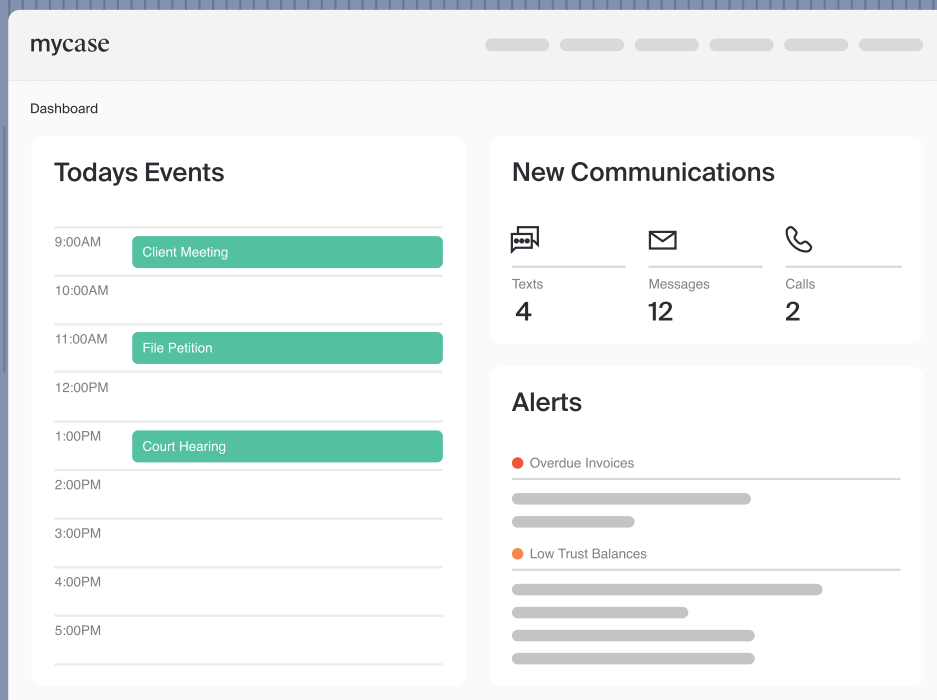 mycase
Dashboard
Todays Events
9:00AM
Client Meeting
10:00AM
11:00AM
File Petition
12:00PM
1:00PM
Court Hearing
2:00PM
3:00PM
4:00PM
5:00PM
New Communications
Texts
4
Messages
12
Calls
2
Alerts
Overdue Invoices
Low Trust Balances